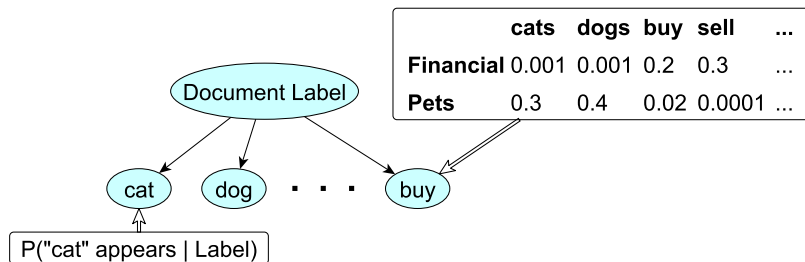 cats dogs buy sell ...
Financial 0.001 0.001 0.2 0.3 ...
Pets 0.3 0.4 0.02 0.0001 ...
Document Label
cat dog . . . buy
P("cat" appears | Label)